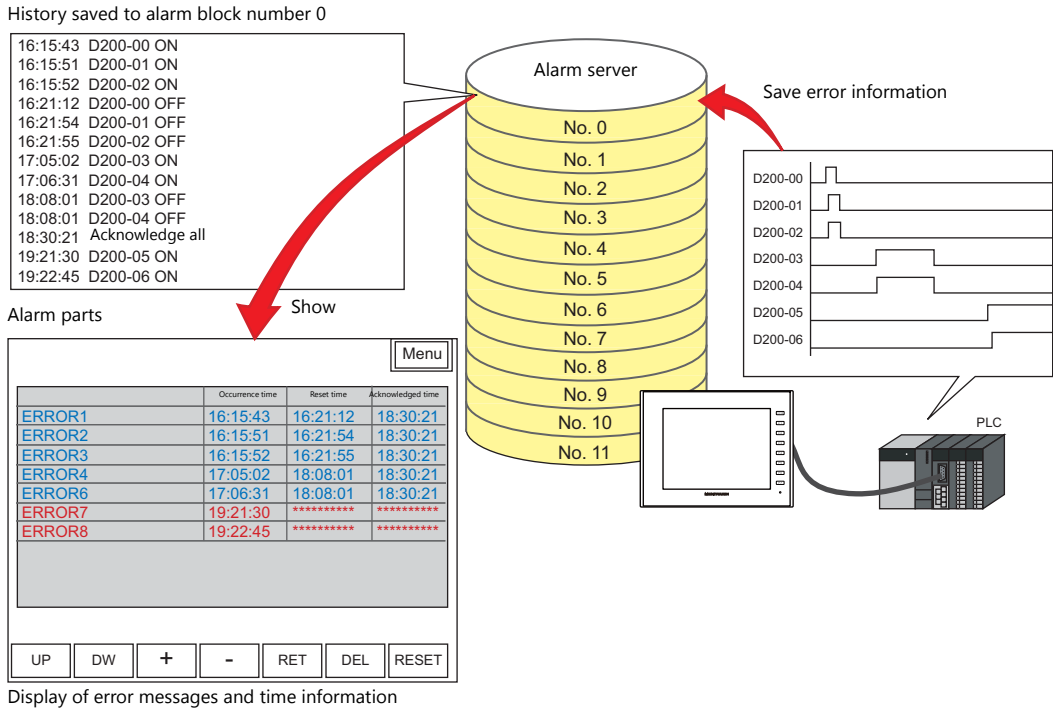 History saved to alarm block number 0
16:15:43 D200-00 ON
16:15:51 D200-01 ON
16:15:52 D200-02 ON
16:21:12 D200-00 OFF
16:21:54 D200-01 OFF
16:21:55 D200-02 OFF
17:05:02 D200-03 ON
17:06:31 D200-04 ON
18:08:01 D200-03 OFF
18:08:01 D200-04 OFF
18:30:21 Acknowledge all
19:21:30 D200-05 ON
19:22:45 D200-06 ON
Alarm server
No. 0
No. 1
No. 2
No. 3
No. 4
No. 5
No. 6
No. 7
No. 8
No. 9
No. 10
No. 11
Save error information
D200-00
D200-01
D200-02
D200-03
D200-04
D200-05
D200-06
PLC
Show
Alarm parts
Menu
Occurrence time Reset time Acknowledged time
ERROR1 16:15:43 16:21:12 18:30:21
ERROR2 16:15:51 16:21:54 18:30:21
ERROR3 16:15:52 16:21:55 18:30:21
ERROR4 17:05:02 18:08:01 18:30:21
ERROR6 17:06:31 18:08:01 18:30:21
ERROR7 19:21:30 ********** **********
ERROR8 19:22:45 ********** **********
UP DW + - RET DEL RESET
Display of error messages and time information